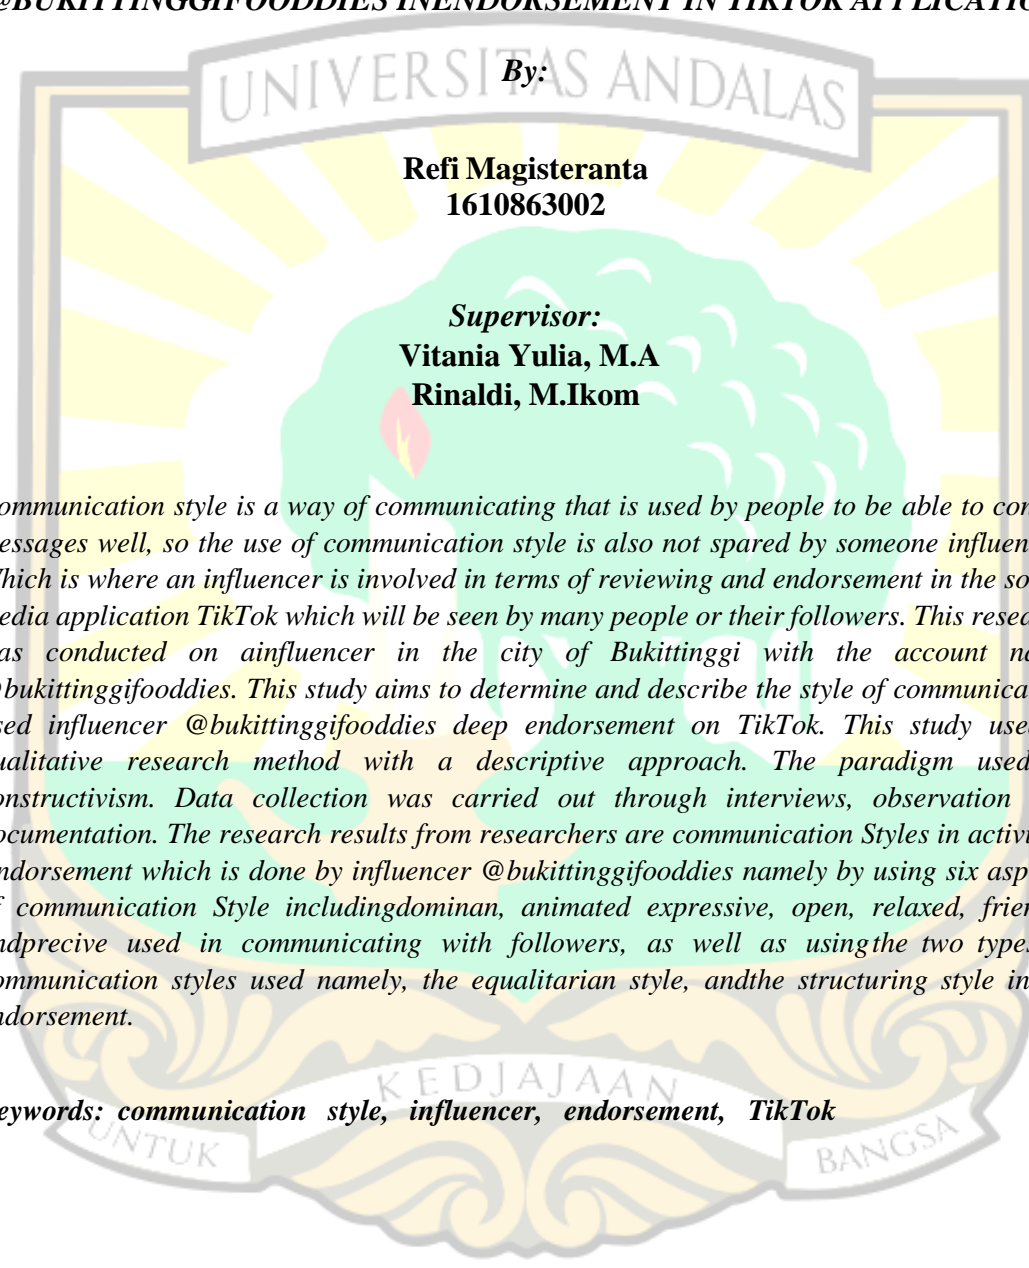 @BUKITTINGGIFOODDIES INENDORSEMENT IN TIKTOK APPLICATIO
UNIVERSITAS ANDALAS
By:
Refi Magisteranta
1610863002
Supervisor:
Vitania Yulia, M.A
Rinaldi, M.Ikom
ommunication style is a way of communicating that is used by people to be able to con
essages well, so the use of communication style is also not spared by someone influen
Which is where an influencer is involved in terms of reviewing and endorsement in the so
edia application TikTok which will be seen by many people or their followers. This resea
as conducted on ainfluencer in the city of Bukittinggi with the account na
@bukittinggifooddies. This study aims to determine and describe the style of communica
sed influencer @bukittinggifooddies deep endorsement on TikTok. This study use
ualitative research method with a descriptive approach. The paradigm used
onstructivism. Data collection was carried out through interviews, observation
ocumentation. The research results from researchers are communication Styles in activi
ndorsement which is done by influencer @bukittinggifooddies namely by using six asp
f communication Style includingdominan, animated expressive, open, relaxed, frien
ndprecive used in communicating with followers, as well as usingthe two types
ommunication styles used namely, the equalitarian style, andthe structuring style in
ndorsement.
eywords: communication style, influencer, endorsement, TikTok
UNTUK KEDJAJAAN BANGSA